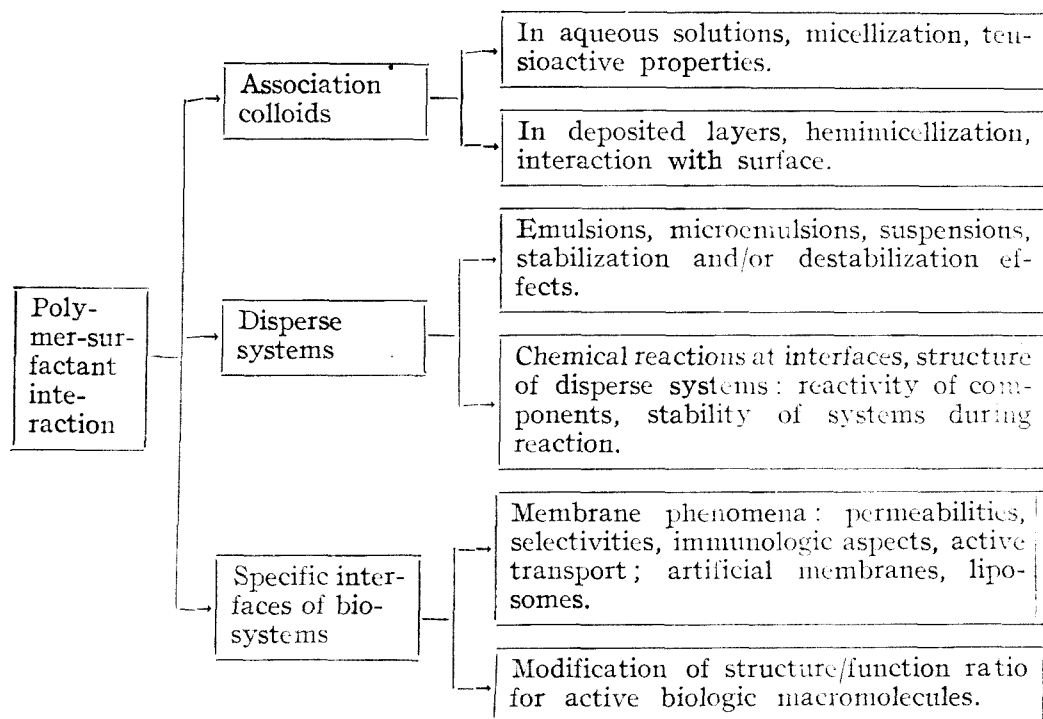 Poly-
mer-sur-
factant
inte-
raction
Association
colloids
In aqueous solutions, micellization, ten-
sioactive properties.
In deposited layers, hemimicellization,
interaction with surface.
Disperse
systems
Emulsions, microemulsions, suspensions,
stabilization and/or destabilization ef-
fects.
Chemical reactions at interfaces, structure
of disperse systems: reactivity of com-
ponents, stability of systems during
reaction.
Specific inter-
faces of bio-
systems
Membrane phenomena: permeabilities,
selectivities, immunologic aspects, active
transport; artificial membranes, lipo-
somes.
Modification of structure/function ratio
for active biologic macromolecules.